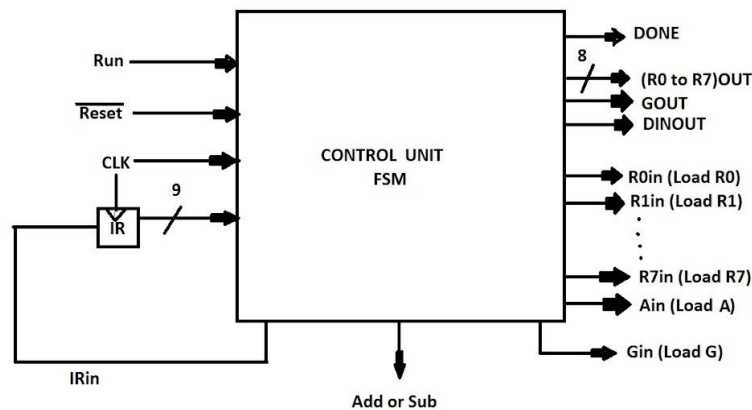 Run
Reset
CLK
9
IR
IRin
CONTROL UNIT
FSM
DONE
8
(R0 to R7)OUT
GOUT
DINOUT
R0in (Load R0)
R1in (Load R1)
R7in (Load R7)
Ain (Load A)
Gin (Load G)
Add or Sub